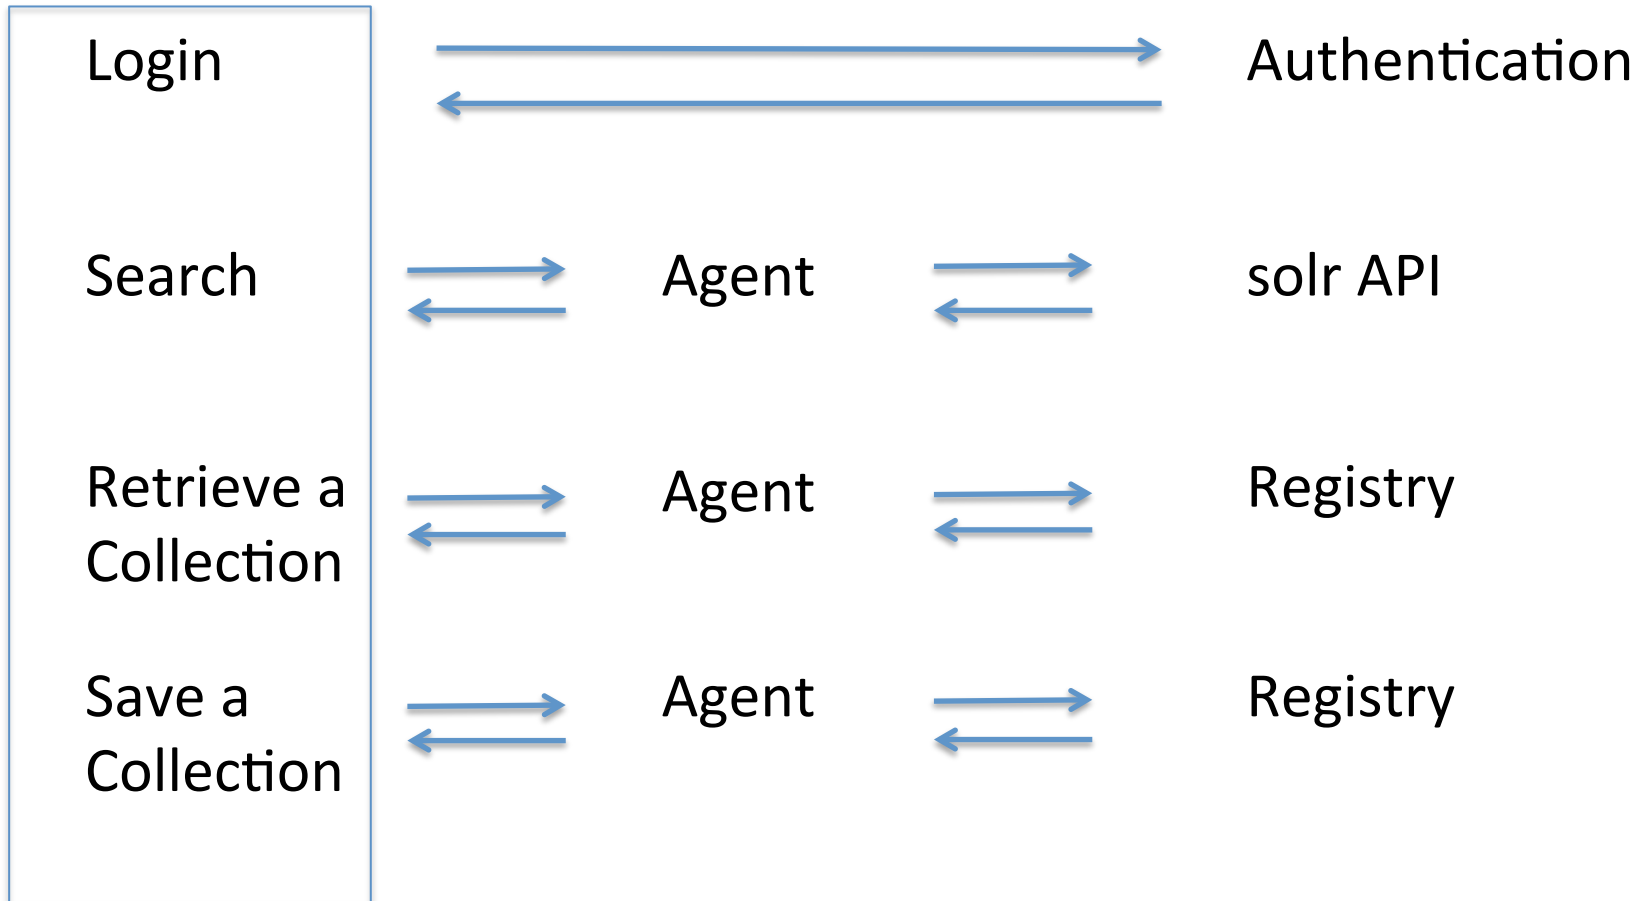 Login Authentication
Search Agent solr API
Retrieve a Agent Registry
Collection
Save a Agent Registry
Collection